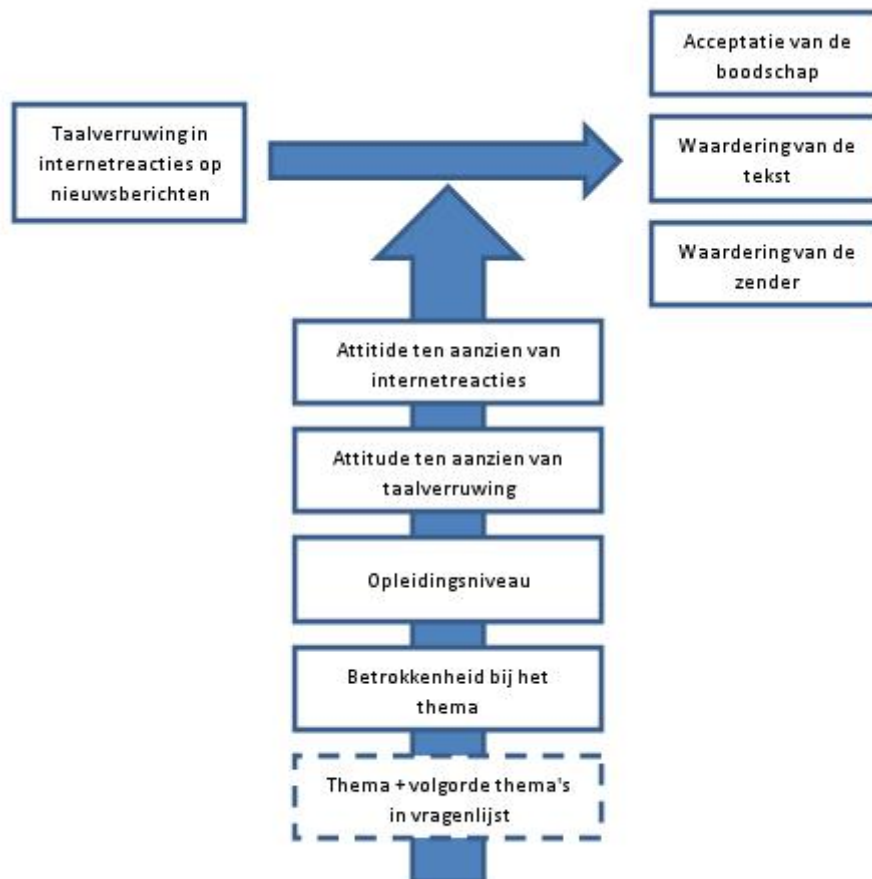 Acceptatie van de
boodschap
Taalverruwing in
internetreacties op
nieuwsberichten
Waardering van de
tekst
Waardering van de
zender
Attitide ten aanzien van
internetreacties
Attitude ten aanzien van
taalverruwing
Opleidingsniveau
Betrokkenheid bij het
thema
Thema + volgorde thema's
in vragenlijst